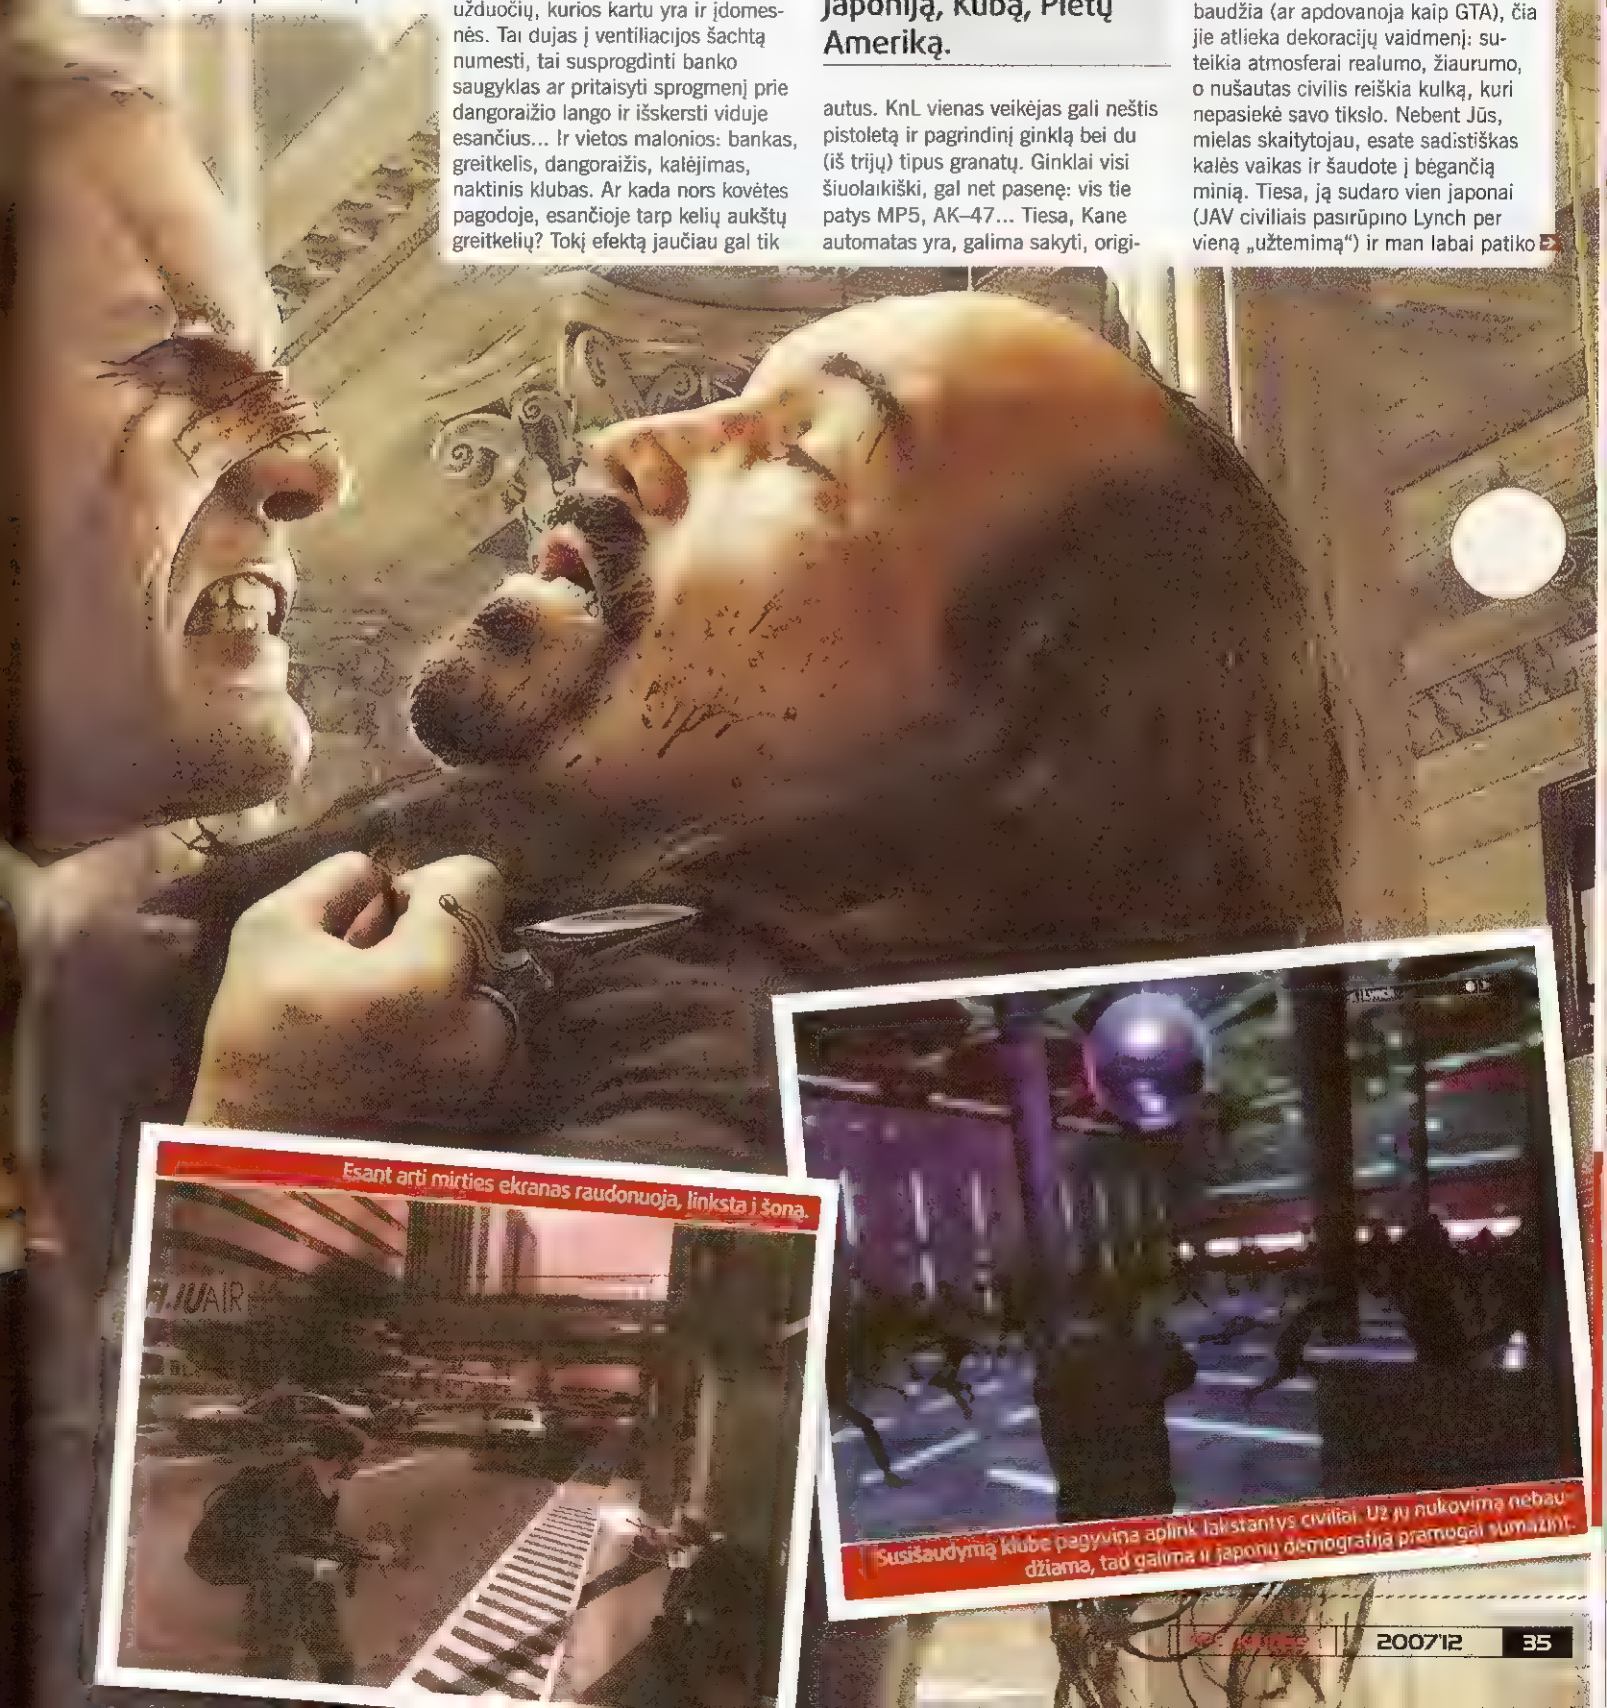 užduočių, kurios kartu yra ir įdomes-
nės. Tai dujas į ventiliacijos šachtą
numesti, tai susprogdinti banko
saugyklas ar pritaisyti sprogmenį prie
dangoraižio lango ir išskersti viduje
esančius... Ir vietos malonios: bankas,
greitkelis, dangoraižis, kalėjimas,
naktinis klubas. Ar kada nors kovėtės
pagodoje, esančioje tarp kelių aukštų
greitkelių? Tokį efektą jaučiau gal tik
Japoniją, Kubą, Pietų
Ameriką.
autus. KnL vienas veikėjas gali neštis
pistoletą ir pagrindinį ginklą bei du
(iš trijų) tipus granatų. Ginklai visi
šiuolaikiški, gal net pasenę: vis tie
patys MP5, AK–47... Tiesa, Kane
automatas yra, galima sakyti, origi-
baudžia (ar apdovanoja kaip GTA), čia
jie atlieka dekoracijų vaidmenį: su-
teikia atmosferai realumo, žiaurumo,
o nušautas civilis reiškia kulką, kuri
nepasiekė savo tikslo. Nebent Jūs,
mielas skaitytojau, esate sadistiškas
kalės vaikas ir šaudote į bėgančią
minią. Tiesa, ją sudaro vien japonai
(JAV civiliais pasirūpino Lynch per
vieną „užtemimą“) ir man labai patiko
Esant arti mirties ekranas raudonuoja, linksta į šoną.
AIR
Susišaudymą klube pagyvina aplink lakstantys civiliai. Už jų nukovimą nebau-
džiama, tad galima ir japonų demografiją pramogai sumažint.
2007'12 35